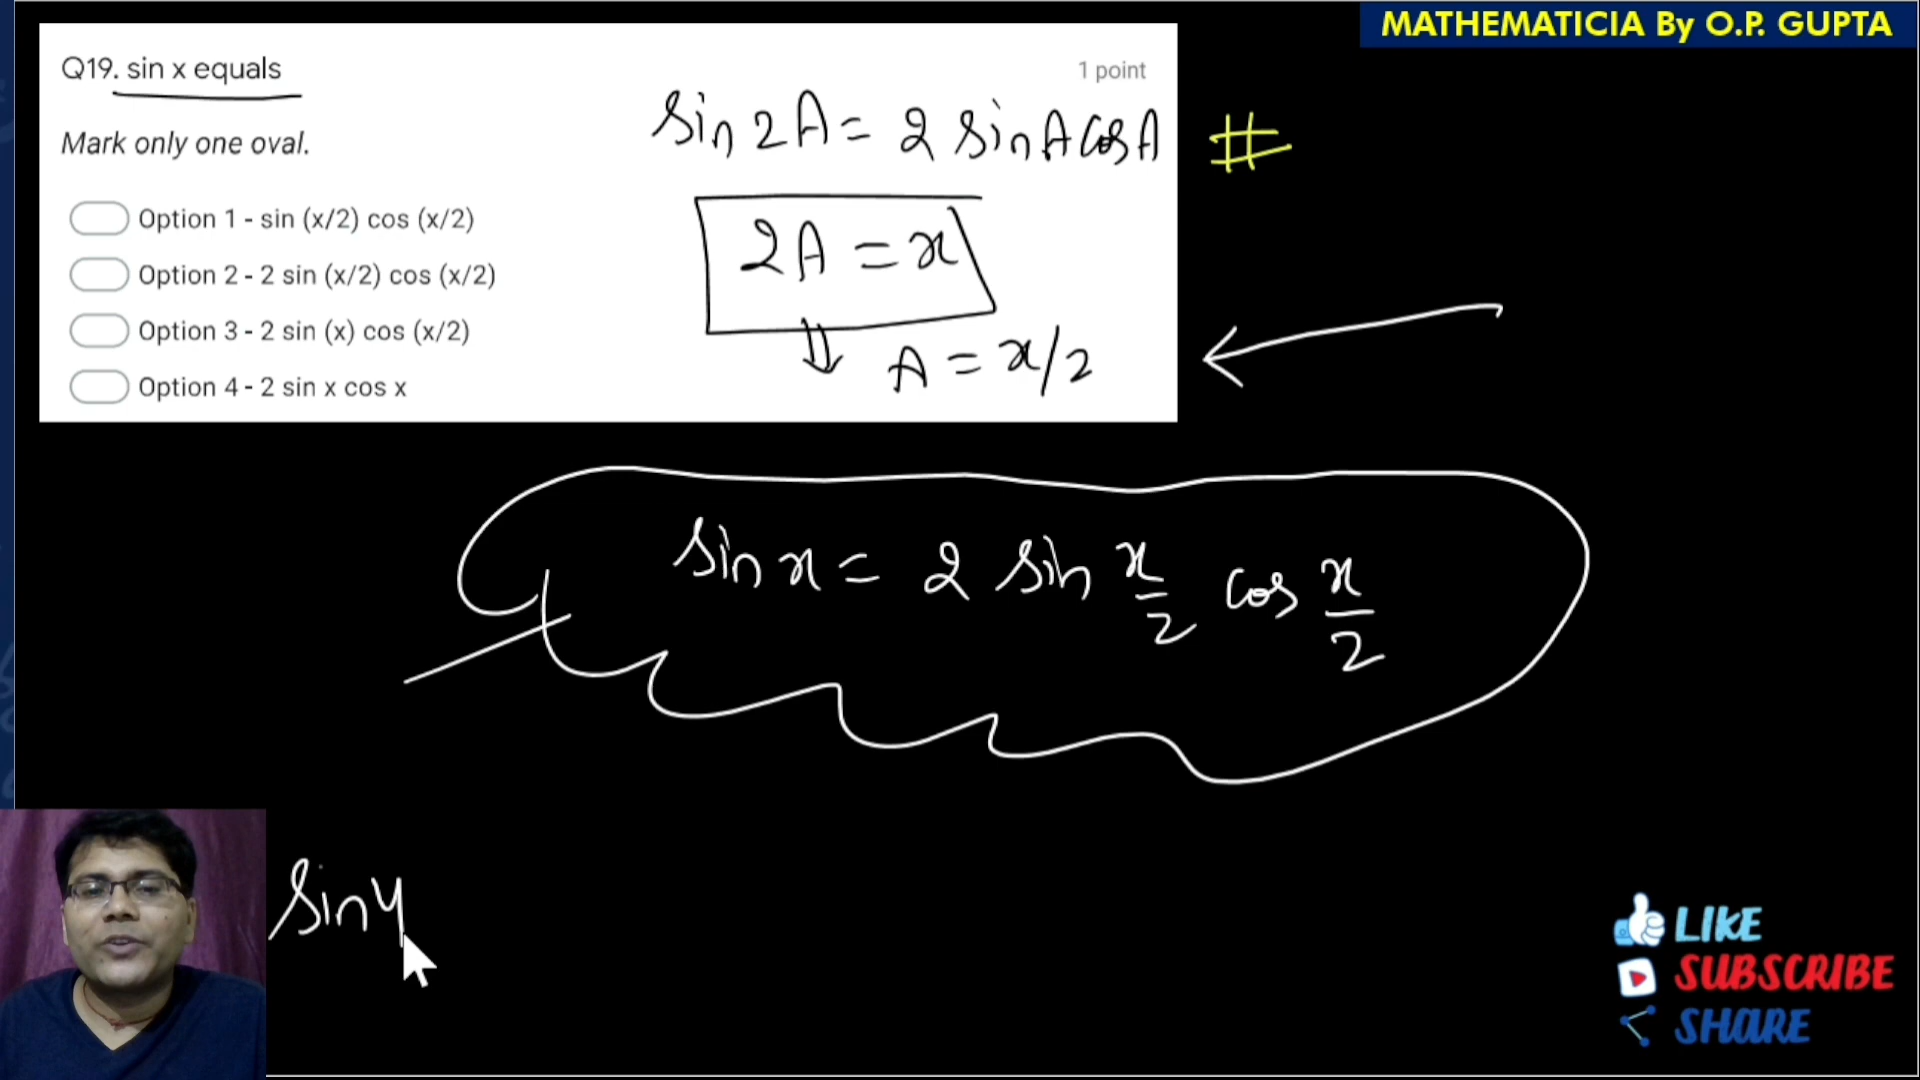 MATHEMATICIA By O.P. GUPTA
Q19. sin x equals
1 point
Mark only one oval.
Option 1 - sin (x/2) cos (x/2)
Option 2 - 2 sin (x/2) cos (x/2)
Option 3 - 2 sin (x) cos (x/2)
Option 4 - 2 sin x cos x
sin 2A = 2 sin A cos A #
2A = x
⇓ A = x/2
sin x = 2 sin x/2 cos x/2
sin 4
LIKE
SUBSCRIBE
SHARE